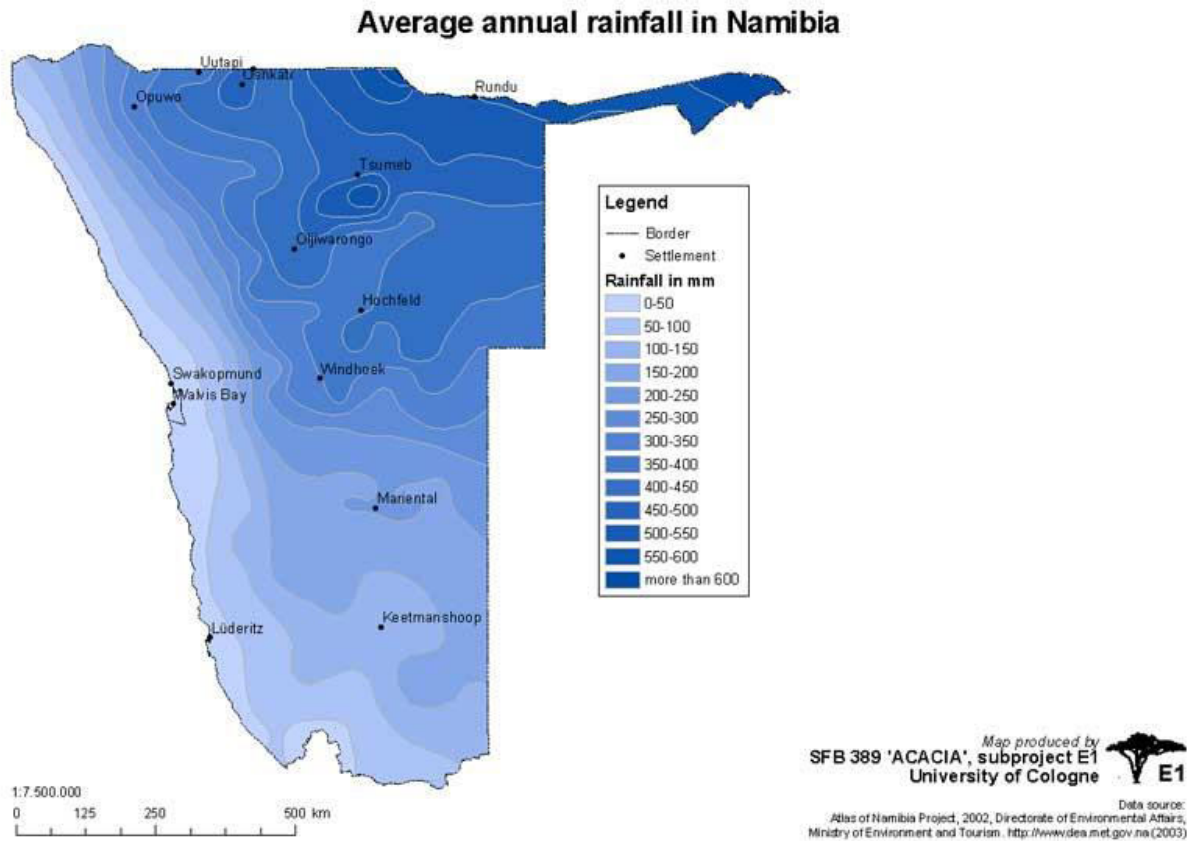 Average annual rainfall in Namibia
Uutapi
Oshkati
Rundu
Opuwo
Tsumeb
Otjiwarongo
Hochfeld
Windhoek
Swakopmund
Walvis Bay
Mariental
Keetmanshoop
Lüderitz
Legend
Border
Settlement
Rainfall in mm
0-50
50-100
100-150
150-200
200-250
250-300
300-350
350-400
400-450
450-500
500-550
550-600
more than 600
1:7.500.000
0 125 250 500 km
Map produced by
SFB 389 'ACACIA', subproject E1
University of Cologne
E1
Data source:
Atlas of Namibia Project, 2002, Directorate of Environmental Affairs,
Ministry of Environment and Tourism. http://www.dea.met.gov.na (2003)